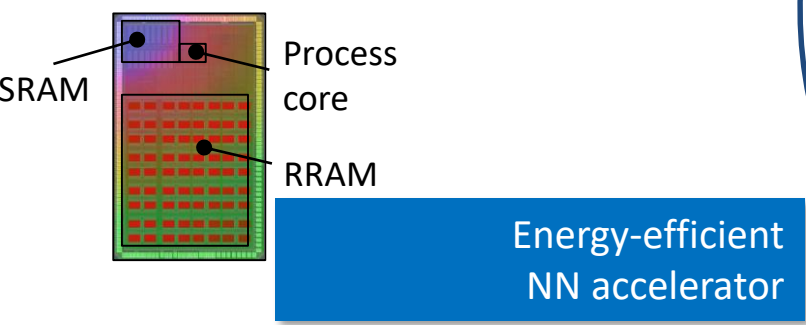 SRAM
Process
core
RRAM
Energy-efficient
NN accelerator